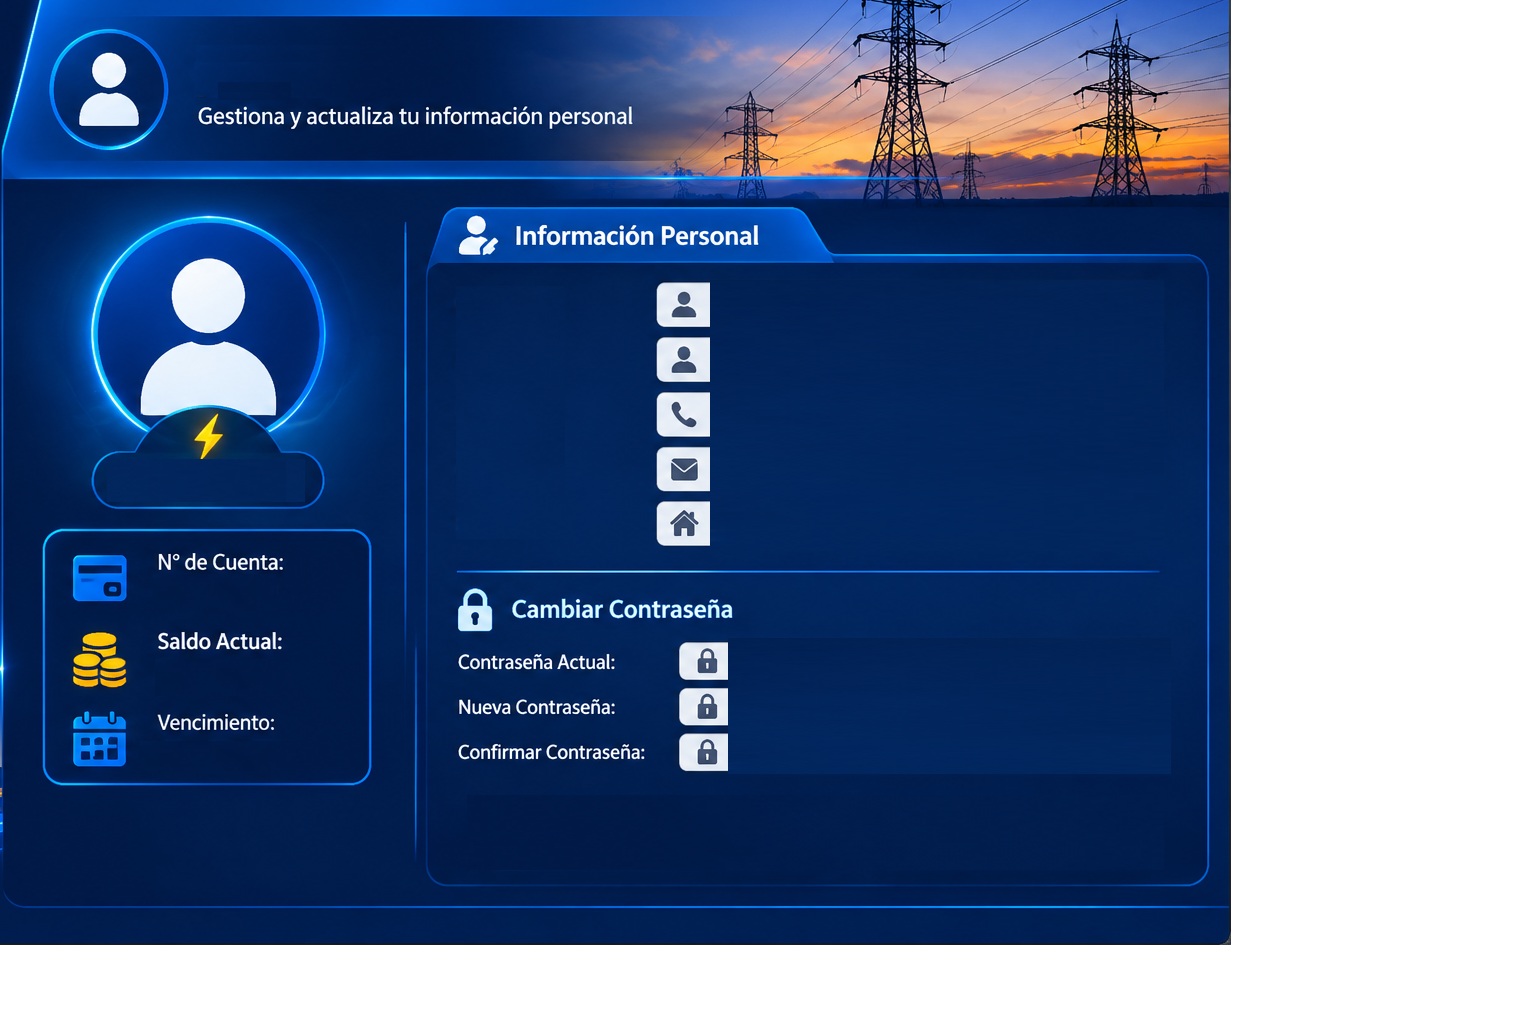 Gestiona y actualiza tu información personal
Información Personal
N° de Cuenta:
Saldo Actual:
Vencimiento:
Cambiar Contraseña
Contraseña Actual:
Nueva Contraseña:
Confirmar Contraseña: